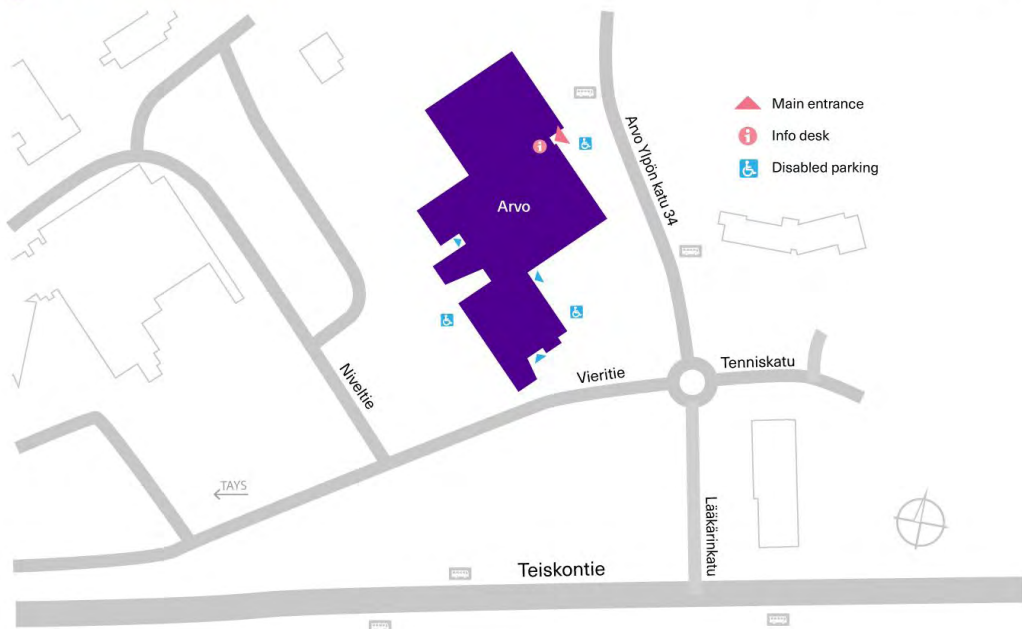 Main entrance
Info desk
Disabled parking
Arvo Ylpön katu 34
Arvo
Niveltie
Vieritie
Tenniskatu
TAYS
Lääkärinkatu
Teiskontie